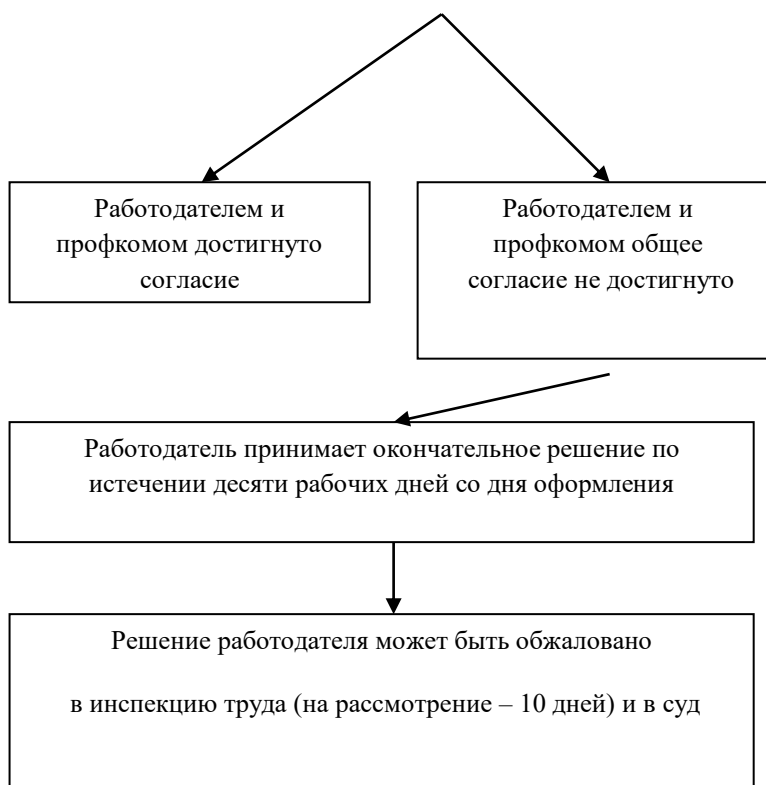 Работодателем и
профкомом достигнуто
согласие
Работодателем и
профкомом общее
согласие не достигнуто
Работодатель принимает окончательное решение по
истечении десяти рабочих дней со дня оформления
Решение работодателя может быть обжаловано
в инспекцию труда (на рассмотрение – 10 дней) и в суд